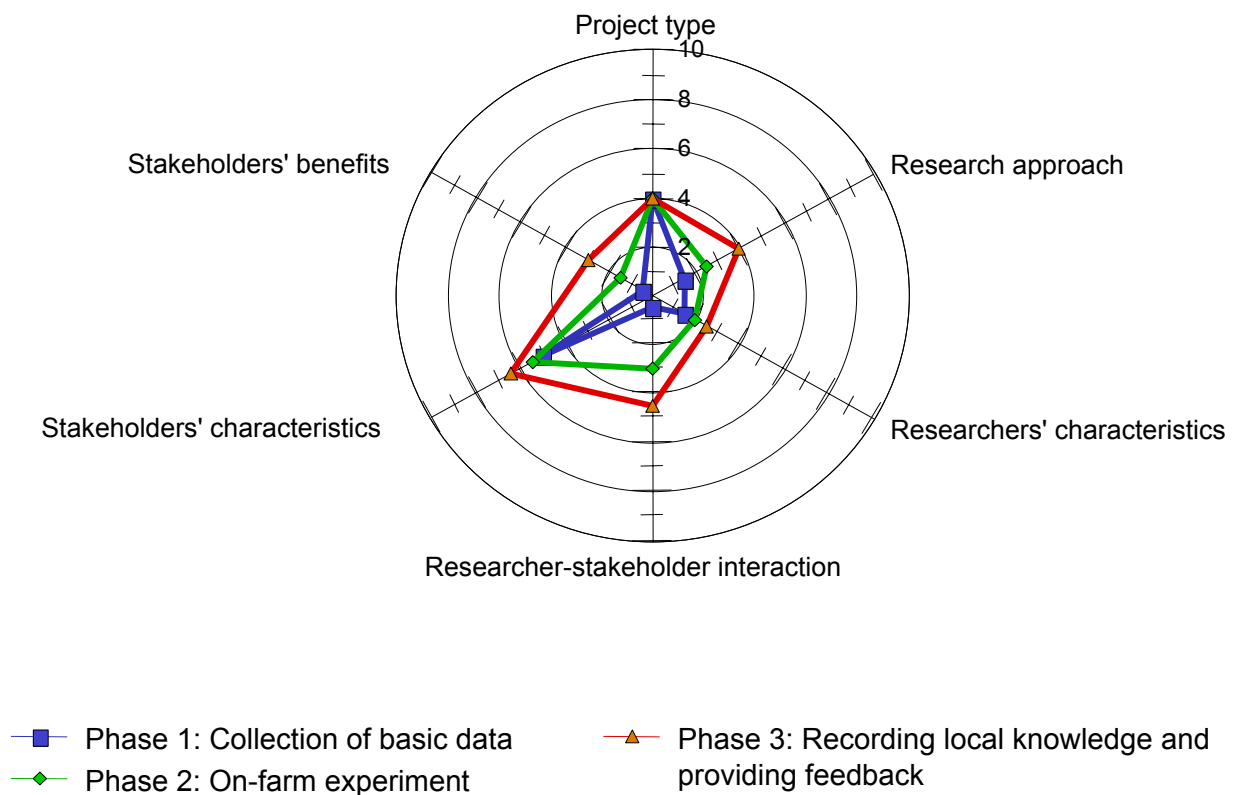 Project type
10
8
6
4
2
Stakeholders' benefits
Research approach
Stakeholders' characteristics
Researchers' characteristics
Researcher-stakeholder interaction
Phase 1: Collection of basic data
Phase 2: On-farm experiment
Phase 3: Recording local knowledge and
providing feedback